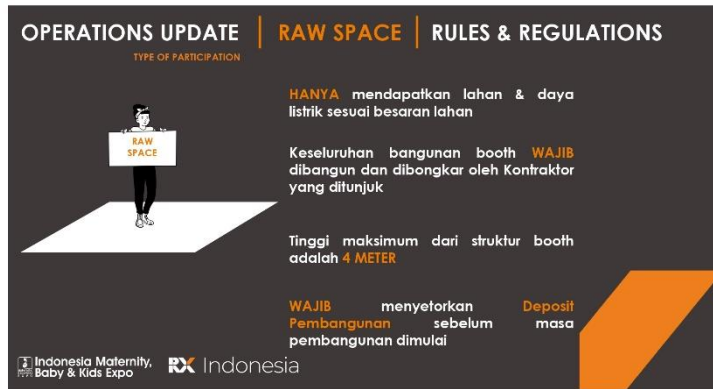 OPERATIONS UPDATE | RAW SPACE | RULES & REGULATIONS
TYPE OF PARTICIPATION
HANYA mendapatkan lahan & daya
listrik sesuai besaran lahan
RAW
SPACE
Keseluruhan bangunan booth WAJIB
dibangun dan dibongkar oleh Kontraktor
yang ditunjuk
Tinggi maksimum dari struktur booth
adalah 4 METER
WAJIB menyetorkan Deposit
Pembangunan sebelum masa
pembangunan dimulai
Indonesia Maternity,
Baby & Kids Expo
RX Indonesia